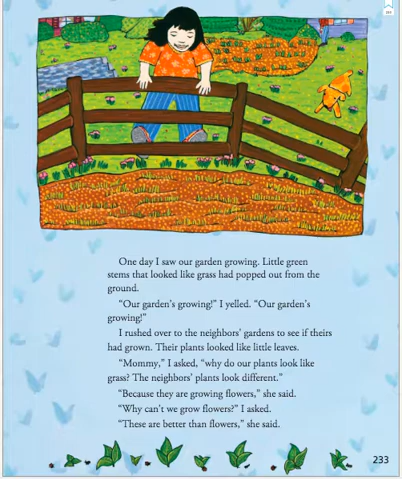 One day I saw our garden growing. Little green
stems that looked like grass had popped out from the
ground.
“Our garden’s growing!” I yelled. “Our garden’s
growing!”
I rushed over to the neighbors’ gardens to see if theirs
had grown. Their plants looked like little leaves.
“Mommy,” I asked, “why do our plants look like
grass? The neighbors’ plants look different.”
“Because they are growing flowers,” she said.
“Why can’t we grow flowers?” I asked.
“These are better than flowers,” she said.
233